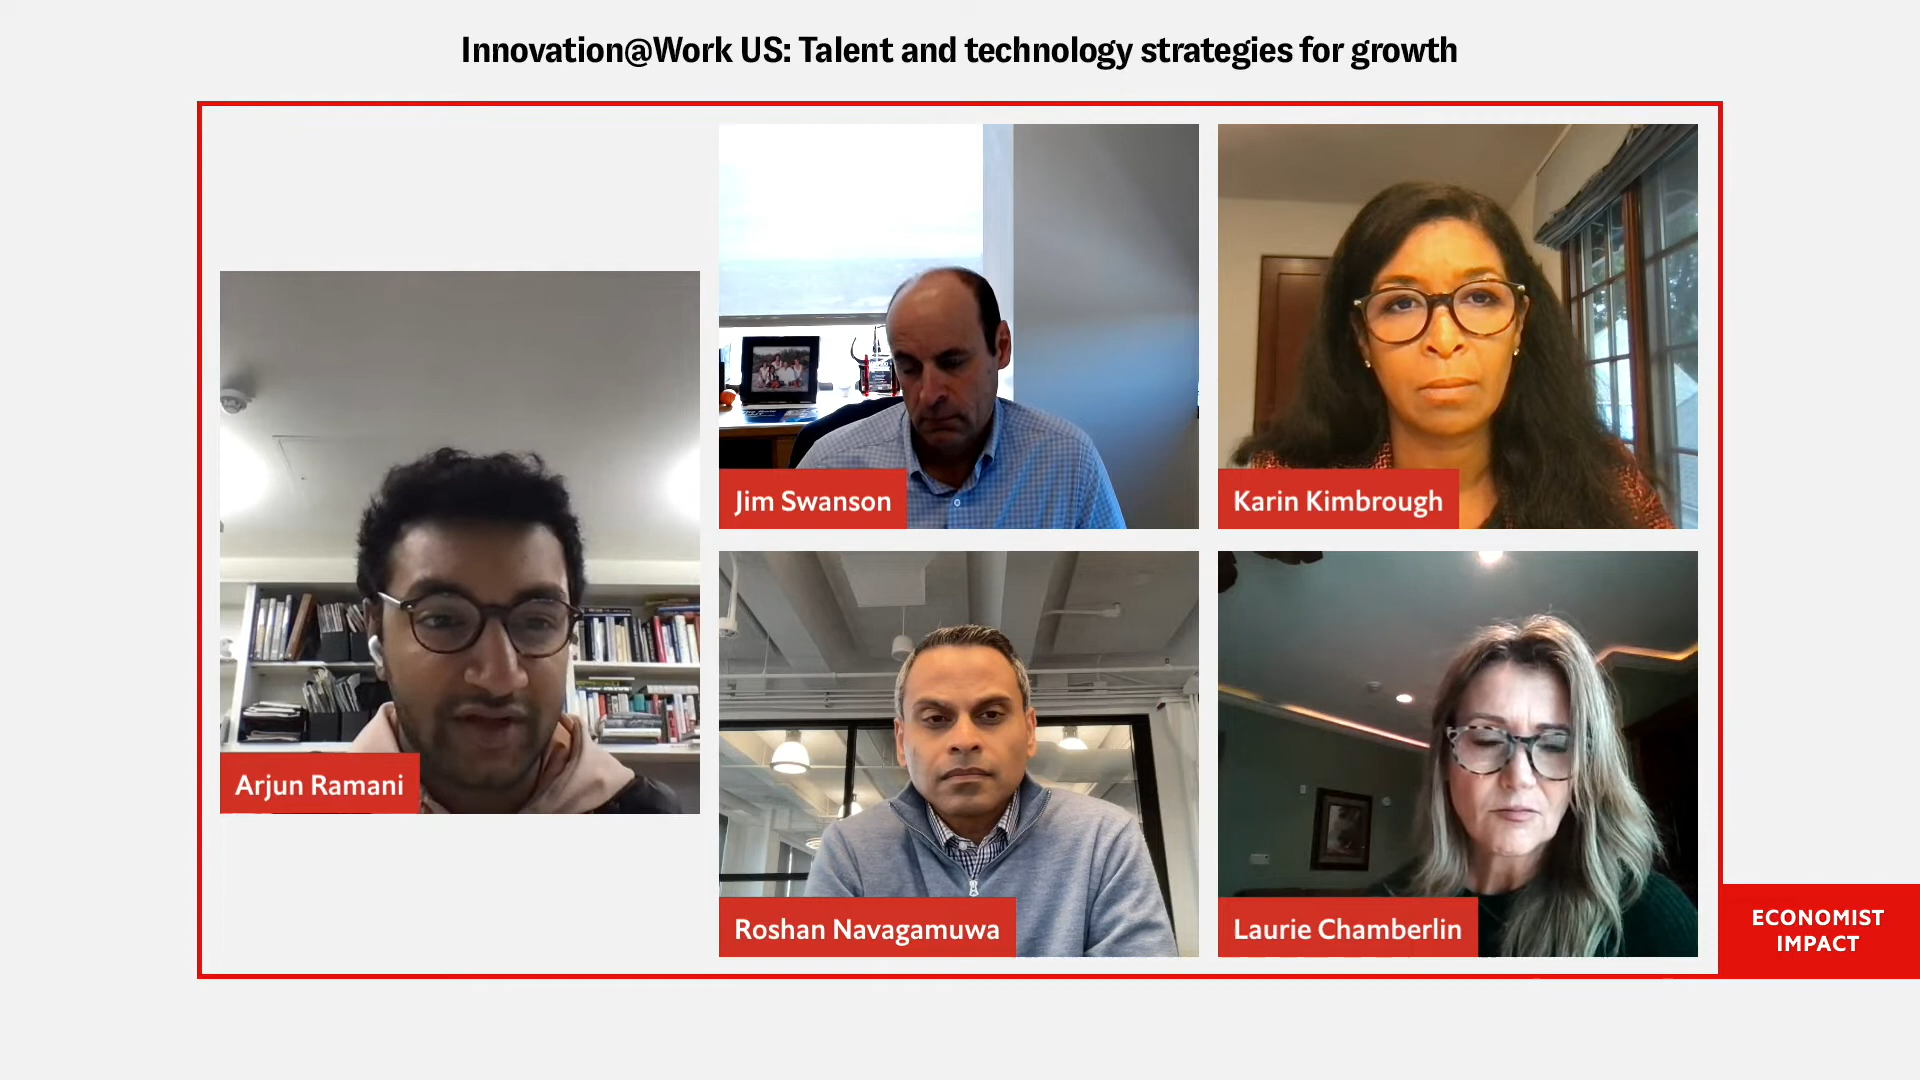 Innovation@Work US: Talent and technology strategies for growth
Jim Swanson
Karin Kimbrough
Arjun Ramani
Roshan Navagamuwa
Laurie Chamberlin
ECONOMIST
IMPACT